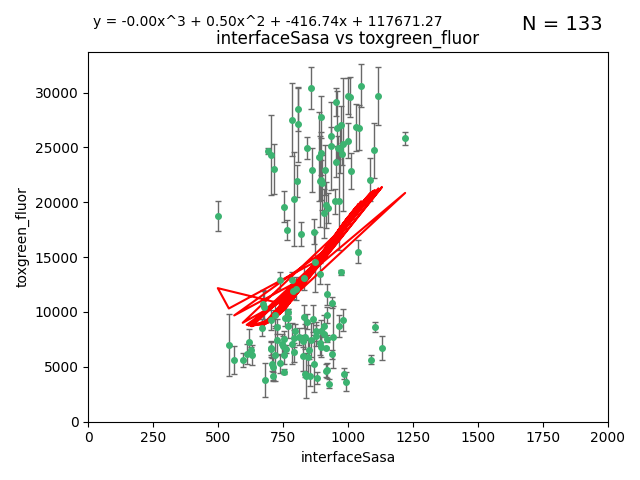 y = -0.00x^3 + 0.50x^2 + -416.74x + 117671.27
N = 133
interfaceSasa vs toxgreen_fluor
30000
25000
20000
15000
10000
5000
0
toxgreen_fluor
0 250 500 750 1000 1250 1500 1750 2000
interfaceSasa